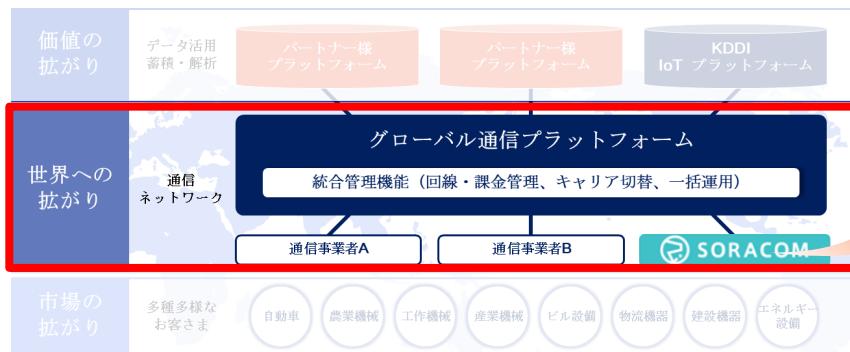 価値の
拡がり
データ活用
蓄積・解析
パートナー様
プラットフォーム
パートナー様
プラットフォーム
KDDI
IoT プラットフォーム
世界への
拡がり
通信
ネットワーク
グローバル通信プラットフォーム
統合管理機能（回線・課金管理、キャリア切替、一括運用）
通信事業者A
通信事業者B
SORACOM
市場の
拡がり
多種多様な
お客さま
自動車
農業機械
工作機械
産業機械
ビル設備
物流機器
建設機器
エネルギー
設備